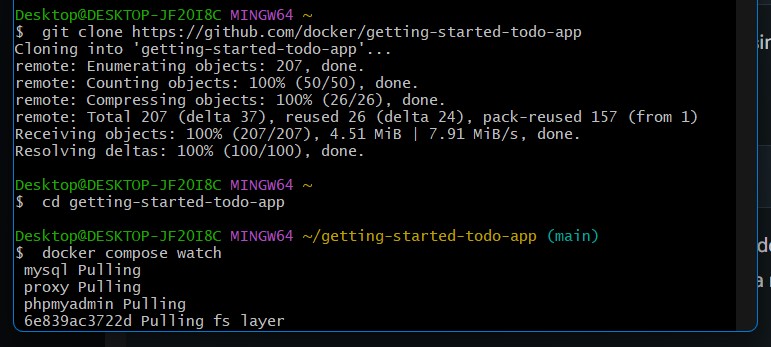 Desktop@DESKTOP-JF2OI8C MINGW64 ~
$ git clone https://github.com/docker/getting-started-todo-app
Cloning into 'getting-started-todo-app'...
remote: Enumerating objects: 207, done.
remote: Counting objects: 100% (50/50), done.
remote: Compressing objects: 100% (26/26), done.
remote: Total 207 (delta 37), reused 26 (delta 24), pack-reused 157 (from 1)
Receiving objects: 100% (207/207), 4.51 MiB | 7.91 MiB/s, done.
Resolving deltas: 100% (100/100), done.
Desktop@DESKTOP-JF2OI8C MINGW64 ~
$ cd getting-started-todo-app
Desktop@DESKTOP-JF2OI8C MINGW64 ~/getting-started-todo-app (main)
$ docker compose watch
mysql Pulling
proxy Pulling
phpmyadmin Pulling
6e839ac3722d Pulling fs layer